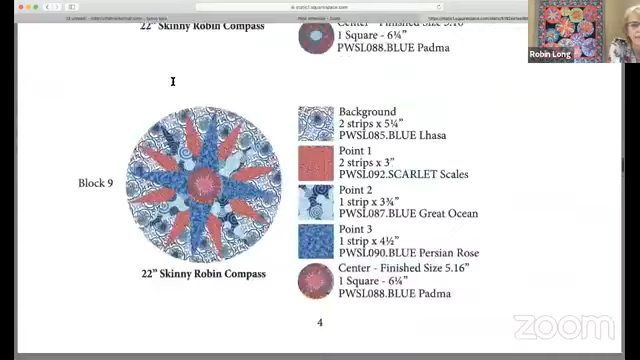 static1.squarespace.com
22" Skinny Robin Compass
Center - Finished Size 5.16"
1 Square - 6¼"
PWSL088.BLUE Padma
Robin Long
Block 9
22" Skinny Robin Compass
Background
2 strips x 5¼"
PWSL085.BLUE Lhasa
Point 1
2 strips x 3"
PWSL092.SCARLET Scales
Point 2
1 strip x 3¾"
PWSL087.BLUE Great Ocean
Point 3
1 strip x 4½"
PWSL090.BLUE Persian Rose
Center - Finished Size 5.16"
1 Square - 6¼"
PWSL088.BLUE Padma
4
zoom